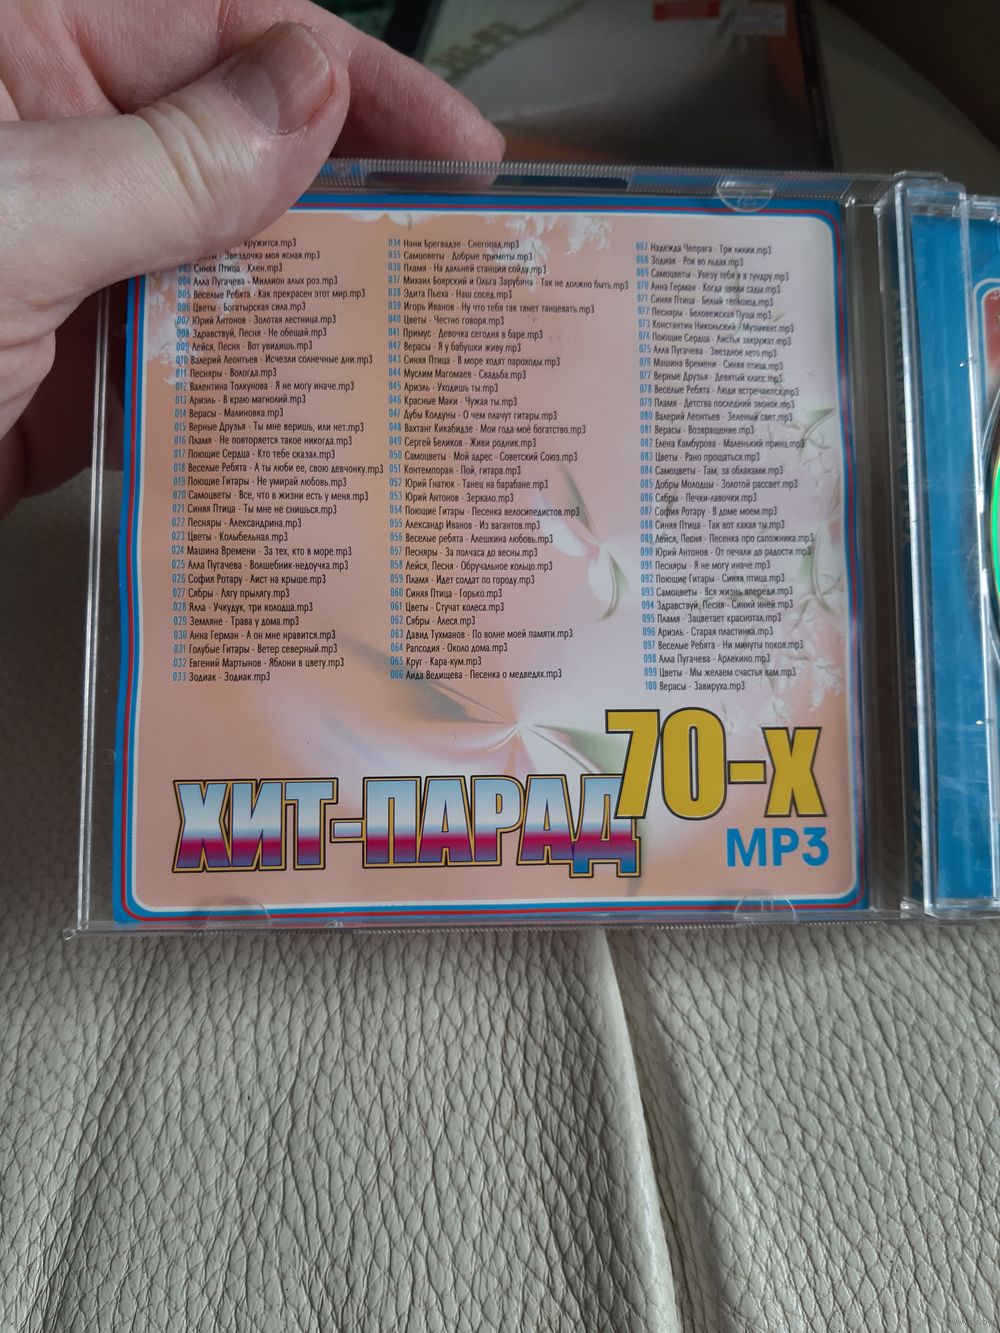 кружится.mp3
Звездочка моя ясная.mp3
003 Синяя Птица - Клен.mp3
004 Алла Пугачева - Миллион алых роз.mp3
005 Веселые Ребята - Как прекрасен этот мир.mp3
006 Цветы - Богатырская сила.mp3
007 Юрий Антонов - Золотая лестница.mp3
008 Здравствуй, Песня - Не обещай.mp3
009 Лейся, Песня - Вот увидишь.mp3
010 Валерий Леонтьев - Исчезли солнечные дни.mp3
011 Песняры - Вологда.mp3
012 Валентина Толкунова - Я не могу иначе.mp3
013 Ариэль - В краю магнолий.mp3
014 Верасы - Малиновка.mp3
015 Верные Друзья - Ты мне веришь, или нет.mp3
016 Пламя - Не повторяется такое никогда.mp3
017 Поющие Сердца - Кто тебе сказал.mp3
018 Веселые Ребята - А ты люби ее, свою девчонку.mp3
019 Поющие Гитары - Не умирай любовь.mp3
020 Самоцветы - Все, что в жизни есть у меня.mp3
021 Синяя Птица - Ты мне не снишься.mp3
022 Песняры - Александрина.mp3
023 Цветы - Колыбельная.mp3
024 Машина Времени - За тех, кто в море.mp3
025 Алла Пугачева - Волшебник-недоучка.mp3
026 София Ротару - Аист на крыше.mp3
027 Сябры - Лягу прылягу.mp3
028 Ялла - Учкудук, три колодца.mp3
029 Земляне - Трава у дома.mp3
030 Анна Герман - А он мне нравится.mp3
031 Голубые Гитары - Ветер северный.mp3
032 Евгений Мартынов - Яблони в цвету.mp3
033 Зодиак - Зодиак.mp3
034 Нани Брегвадзе - Снегопад.mp3
035 Самцоветы - Добрые приметы.mp3
036 Пламя - На дальней станции сойду.mp3
037 Михаил Боярский и Ольга Зарубина - Так не должно быть.mp3
038 Эдита Пьеха - Наш сосед.mp3
039 Игорь Иванов - Ну что тебя так тянет танцевать.mp3
040 Цветы - Честно говоря.mp3
041 Примус - Девочка сегодня в баре.mp3
042 Верасы - Я у бабушки живу.mp3
043 Синяя Птица - В море ходят пароходы.mp3
044 Муслим Магомаев - Свадьба.mp3
045 Ариэль - Уходишь ты.mp3
046 Красные Маки - Чужая ты.mp3
047 Дубы Колдуны - О чем плачут гитары.mp3
048 Вахтанг Кикабидзе - Мои года-моё богатство.mp3
049 Сергей Беликов - Живи родник.mp3
050 Самоцветы - Мой адрес - Советский Союз.mp3
051 Контемпоран - Пой, гитара.mp3
052 Юрий Гнатюк - Танец на барабане.mp3
053 Юрий Антонов - Зеркало.mp3
054 Поющие Гитары - Песенка велосипедистов.mp3
055 Александр Иванов - Из вагантов.mp3
056 Веселые ребята - Алешкина любовь.mp3
057 Песняры - За полчаса до весны.mp3
058 Лейся, Песня - Обручальное кольцо.mp3
059 Пламя - Идет солдат по городу.mp3
060 Синяя Птица - Горько.mp3
061 Цветы - Стучат колеса.mp3
062 Сябры - Алеся.mp3
063 Давид Тухманов - По волне моей памяти.mp3
064 Рапсодия - Около дома.mp3
065 Круг - Кара-кум.mp3
066 Аида Ведищева - Песенка о медведях.mp3
067 Надежда Чепрага - Три лилии.mp3
068 Зодиак - Рок во льдах.mp3
069 Самоцветы - Увезу тебя я в тундру.mp3
070 Анна Герман - Когда цвели сады.mp3
071 Синяя Птица - Белый теплоход.mp3
072 Песняры - Беловежская Пуща.mp3
073 Константин Никольский - Музыкант.mp3
074 Поющие Сердца - Листья закружат.mp3
075 Алла Пугачева - Звездное лето.mp3
076 Машина Времени - Синяя птица.mp3
077 Верные Друзья - Девятый класс.mp3
078 Веселые Ребята - Люди встречаются.mp3
079 Пламя - Детства последний звонок.mp3
080 Валерий Леонтьев - Зеленый свет.mp3
081 Верасы - Возвращение.mp3
082 Елена Камбурова - Маленький принц.mp3
083 Цветы - Рано прощаться.mp3
084 Самоцветы - Там, за облаками.mp3
085 Добры Молодцы - Золотой рассвет.mp3
086 Сябры - Печки-лавочки.mp3
087 София Ротару - В доме моем.mp3
088 Синяя Птица - Так вот какая ты.mp3
089 Лейся, Песня - Песенка про сапожника.mp3
090 Юрий Антонов - От печали до радости.mp3
091 Песняры - Я не могу иначе.mp3
092 Поющие Гитары - Синяя птица.mp3
093 Самоцветы - Вся жизнь впереди.mp3
094 Здравствуй, Песня - Синий иней.mp3
095 Пламя - Зацветает краснотал.mp3
096 Ариэль - Старая пластинка.mp3
097 Веселые Ребята - Ни минуты покоя.mp3
098 Алла Пугачева - Арлекино.mp3
099 Цветы - Мы желаем счастья вам.mp3
100 Верасы - Завируха.mp3
ХИТ-ПАРАД 70-х
MP3